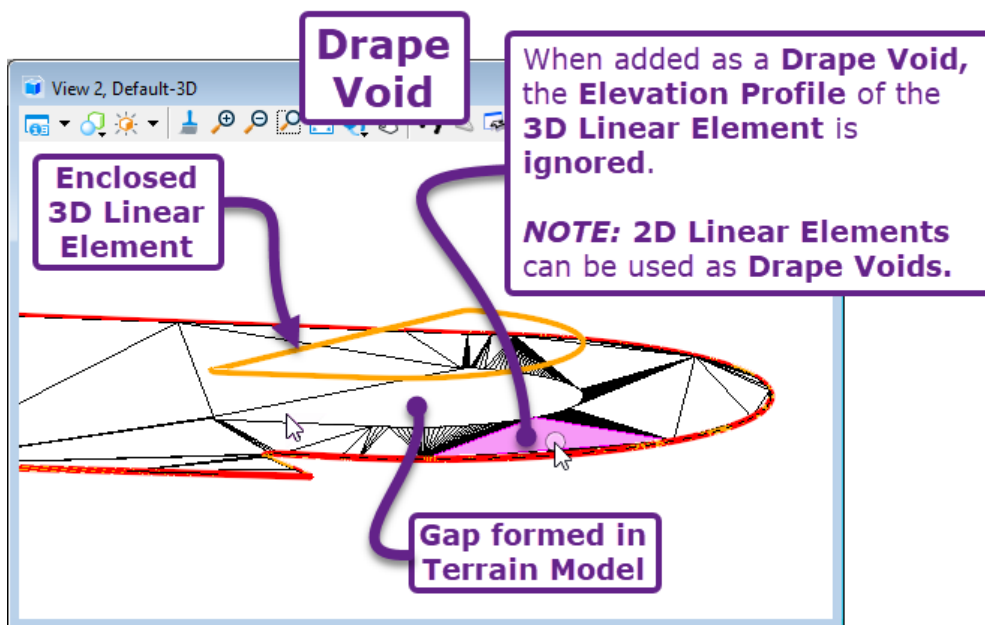 Drape
Void
View 2, Default-3D
When added as a Drape Void,
the Elevation Profile of the
3D Linear Element is
ignored.
NOTE: 2D Linear Elements
can be used as Drape Voids.
Enclosed
3D Linear
Element
Gap formed in
Terrain Model